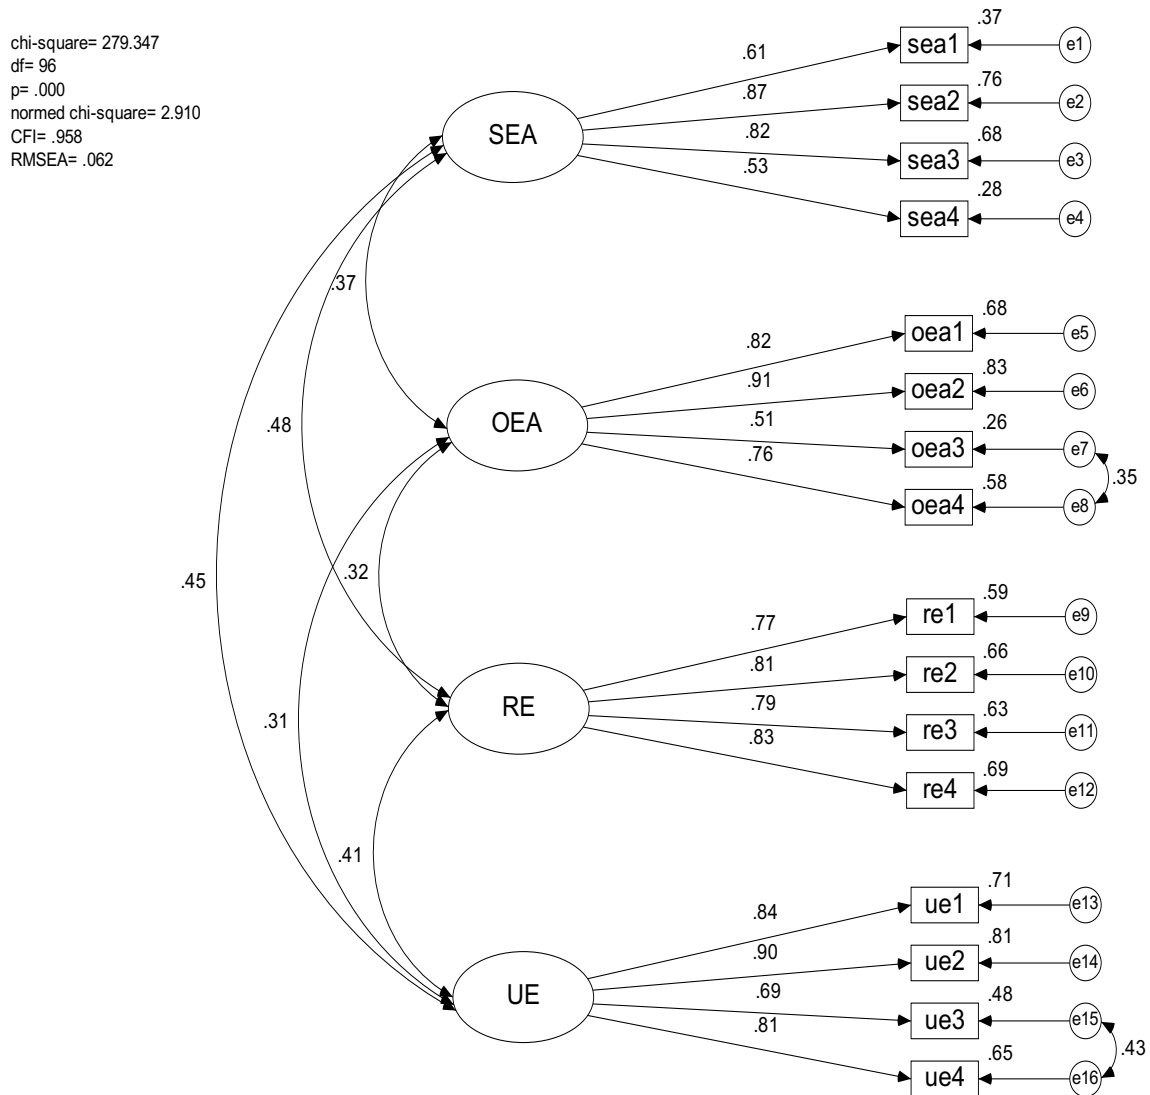 chi-square= 279.347
df= 96
p= .000
normed chi-square= 2.910
CFI= .958
RMSEA= .062
SEA
.61
.87
.82
.53
.37
sea1
e1
.76
sea2
e2
.68
sea3
e3
.28
sea4
e4
.37
.48
.45
OEA
.82
.91
.51
.76
.68
oea1
e5
.83
oea2
e6
.26
oea3
e7
.58
oea4
e8
.35
.32
.31
RE
.77
.81
.79
.83
.59
re1
e9
.66
re2
e10
.63
re3
e11
.69
re4
e12
.41
UE
.84
.90
.69
.81
.71
ue1
e13
.81
ue2
e14
.48
ue3
e15
.65
ue4
e16
.43